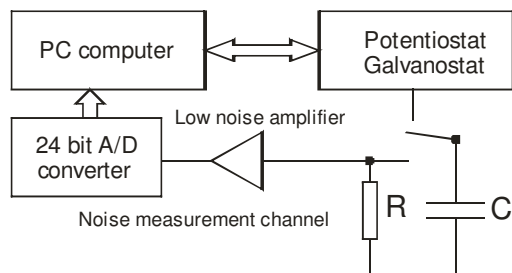 PC computer
Potentiostat
Galvanostat
Low noise amplifier
24 bit A/D
converter
Noise measurement channel
R
C